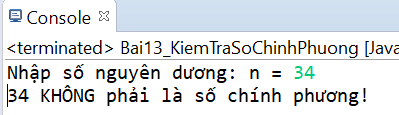 Console
<terminated> Bai13_KiemTraSoChinhPhuong [Java
Nhập số nguyên dương: n = 34
34 KHÔNG phải là số chính phương!